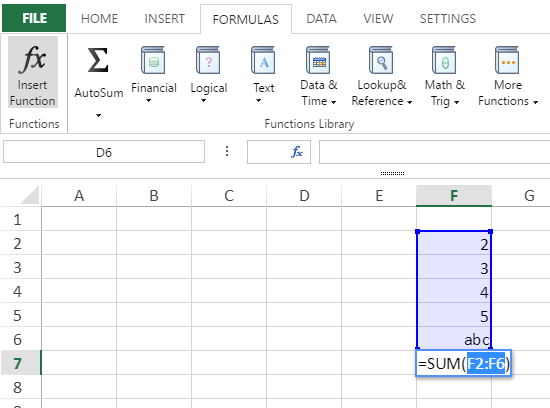 FILE HOME INSERT FORMULAS DATA VIEW SETTINGS
fx Σ ? A θ
Insert Function AutoSum Financial Logical Text Data & Time Lookup& Reference Math & Trig More Functions
Functions Functions Library
D6 fx
A B C D E F G
1
2 2
3 3
4 4
5 5
6 abc
7 =SUM(F2:F6)
8